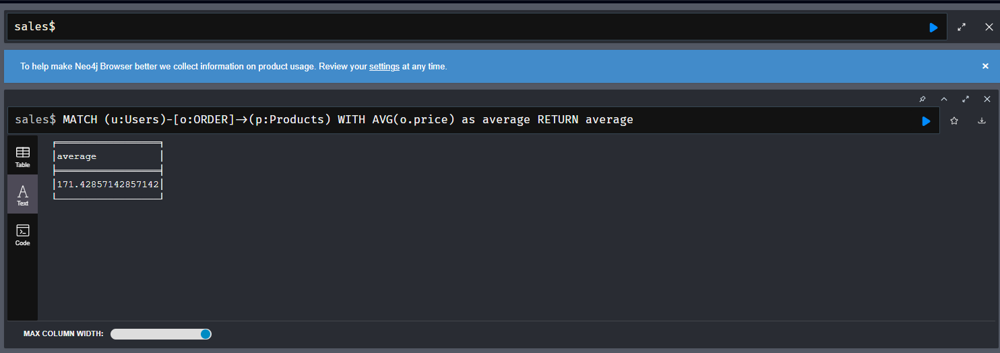 sales$
To help make Neo4j Browser better we collect information on product usage. Review your settings at any time.
sales$ MATCH (u:Users)-[o:ORDER]->(p:Products) WITH AVG(o.price) as average RETURN average
Table
Text
Code
average
171.42857142857142
MAX COLUMN WIDTH: